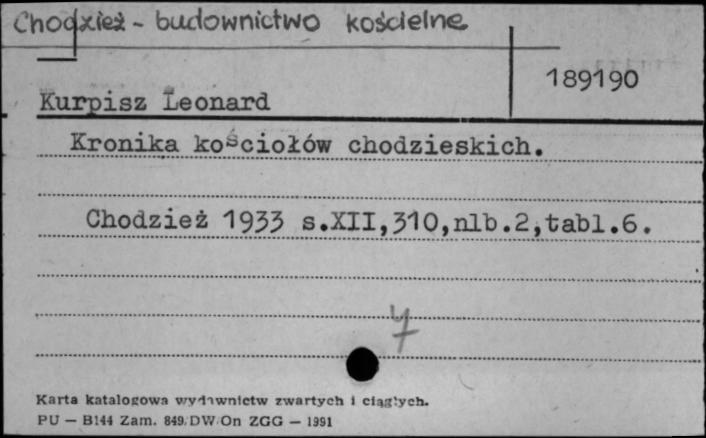 Chodzież - budownictwo kościelne
189190
Kurpisz Leonard
Kronika kościołów chodzieskich.
Chodzież 1933 s.XII,310,nlb.2,tabl.6.
Karta katalogowa wydawnictw zwartych i ciągłych.
PU — B144 Zam. 849/DW/On ZGG — 1991